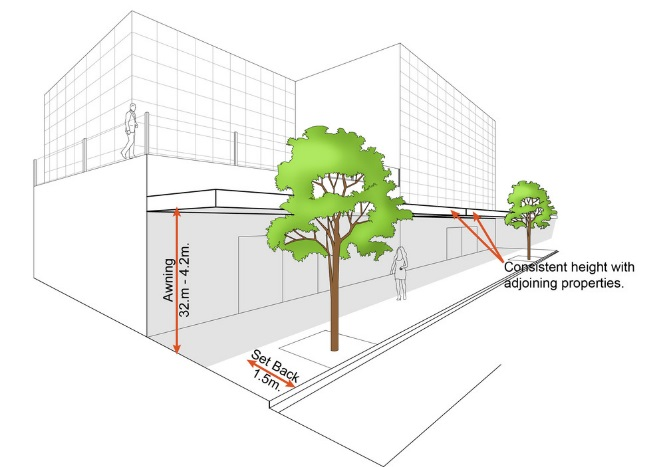 Awning
32.m - 4.2m.
Set Back
1.5m.
Consistent height with
adjoining properties.